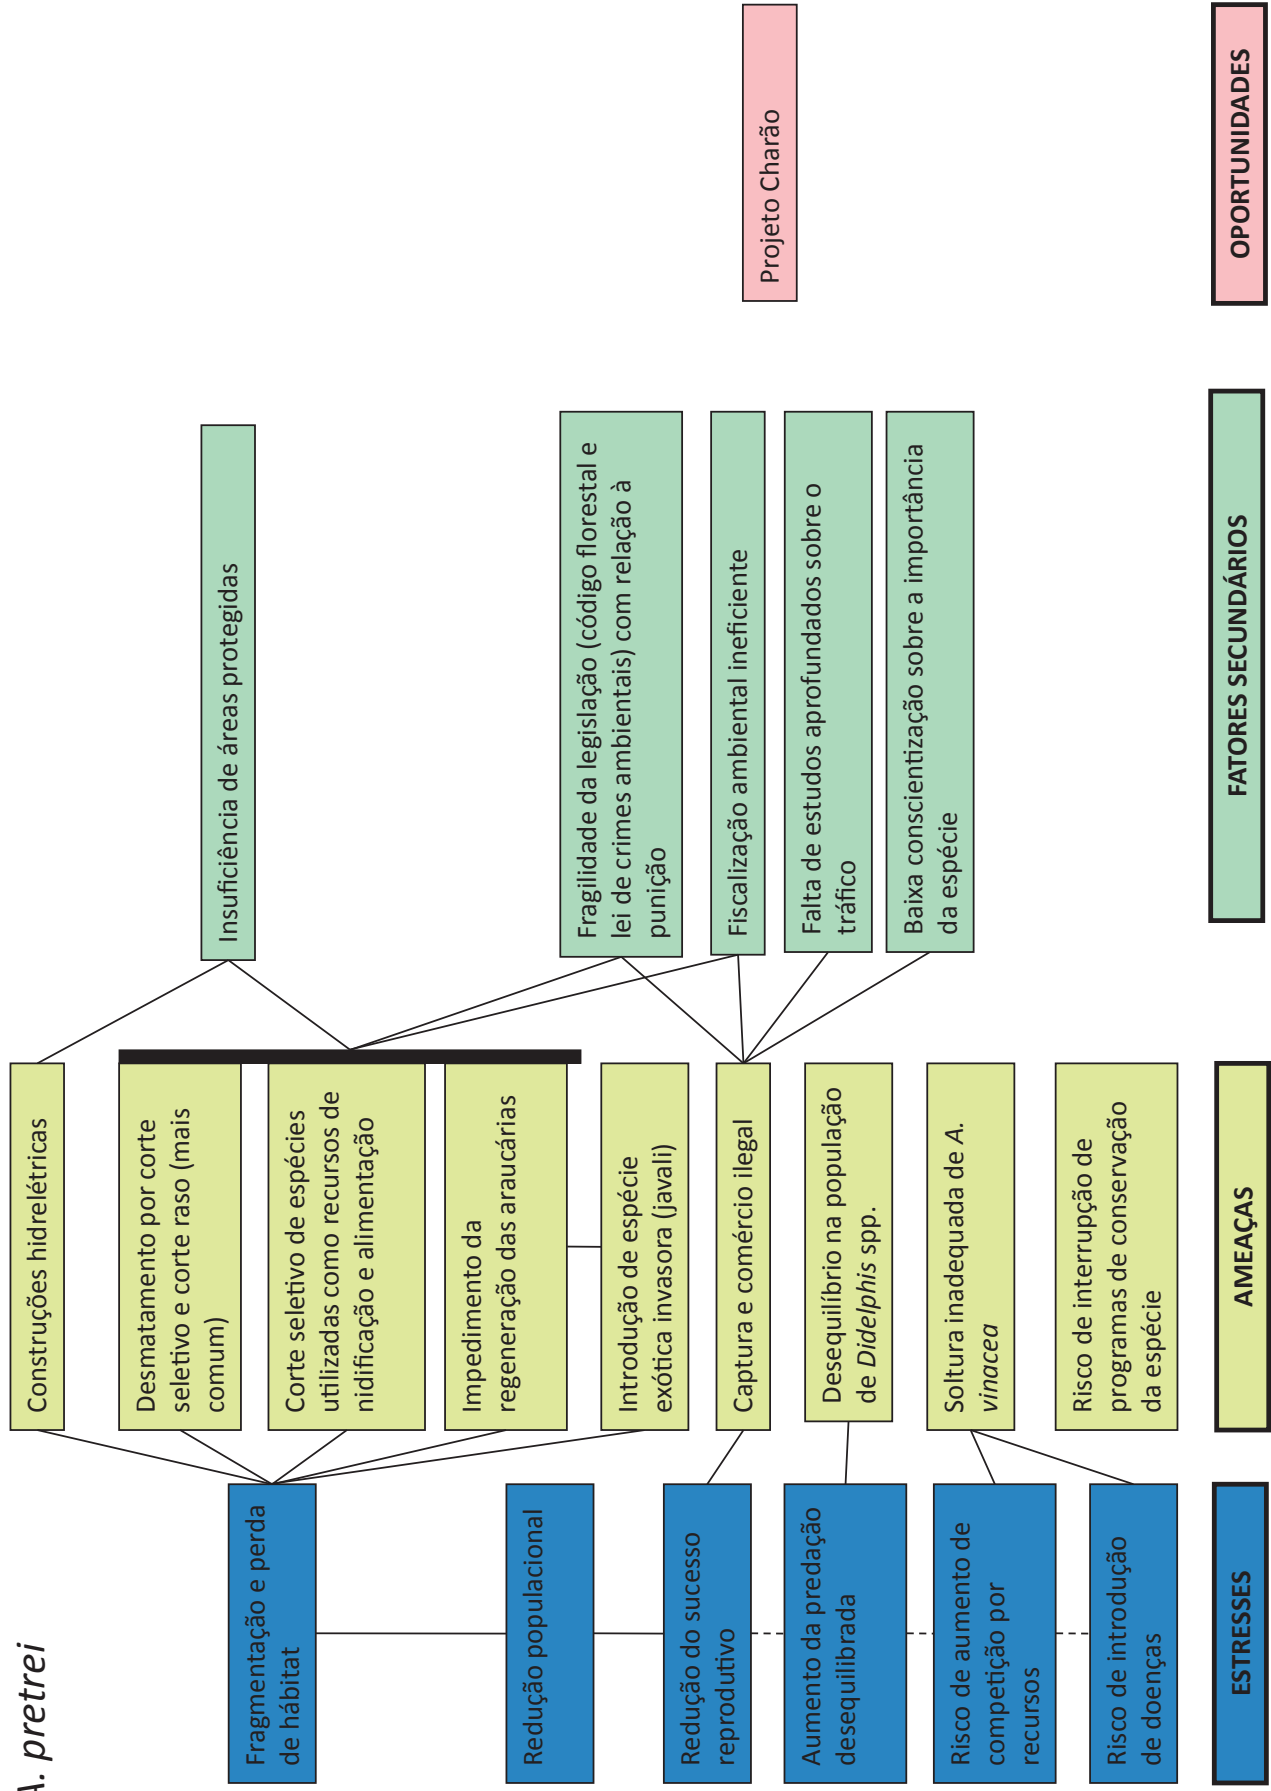 A. pretrei
Fragmentação e perda
de hábitat
Redução populacional
Redução do sucesso
reprodutivo
Aumento da predação
desequilibrada
Risco de aumento de
competição por
recursos
Risco de introdução
de doenças
ESTRESSES
Construções hidrelétricas
Desmatamento por corte
seletivo e corte raso (mais
comum)
Corte seletivo de espécies
utilizadas como recursos de
nidificação e alimentação
Impedimento da
regeneração das araucárias
Introdução de espécie
exótica invasora (javali)
Captura e comércio ilegal
Desequilíbrio na população
de Didelphis spp.
Soltura inadequada de A.
vinacea
Risco de interrupção de
programas de conservação
da espécie
AMEAÇAS
Insuficiência de áreas protegidas
Fragilidade da legislação (código florestal e
lei de crimes ambientais) com relação à
punição
Fiscalização ambiental ineficiente
Falta de estudos aprofundados sobre o
tráfico
Baixa conscientização sobre a importância
da espécie
FATORES SECUNDÁRIOS
Projeto Charão
OPORTUNIDADES